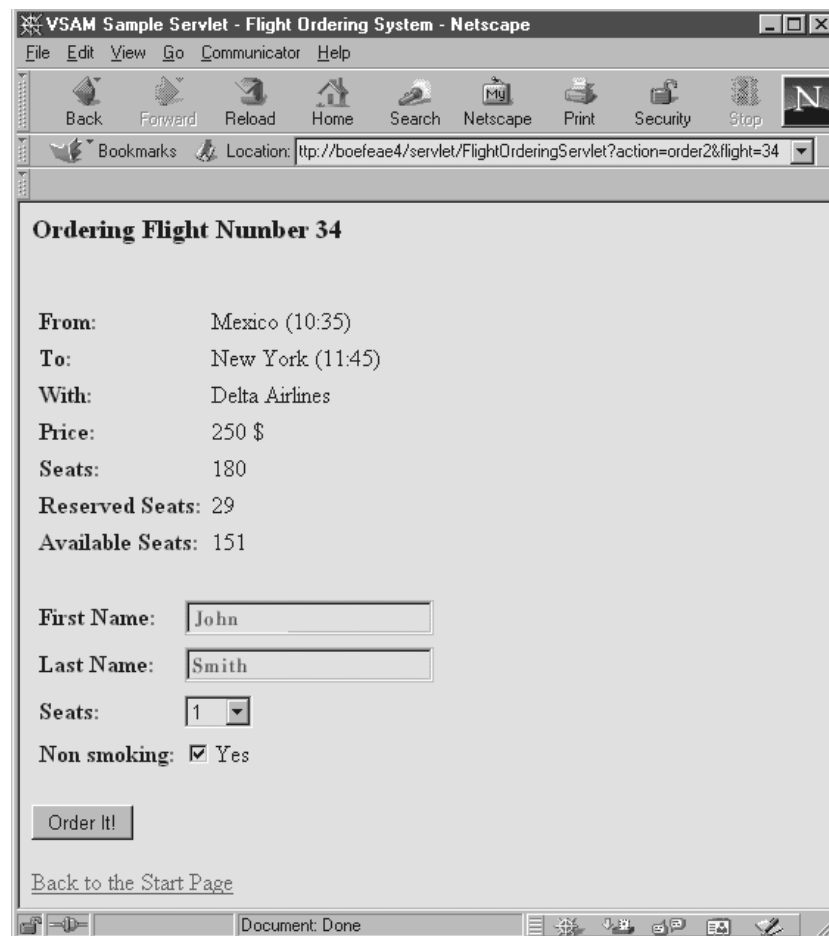 VSAM Sample Servlet - Flight Ordering System - Netscape
File Edit View Go Communicator Help
Back Forward Reload Home Search Netscape Print Security Stop
My
N
Bookmarks Location: ttp://boefeae4/servlet/FlightOrderingServlet?action=order2&flight=34
Ordering Flight Number 34
From: Mexico (10:35)
To: New York (11:45)
With: Delta Airlines
Price: 250 $
Seats: 180
Reserved Seats: 29
Available Seats: 151
First Name: John
Last Name: Smith
Seats: 1
Non smoking: Yes
Order It!
Back to the Start Page
Document: Done